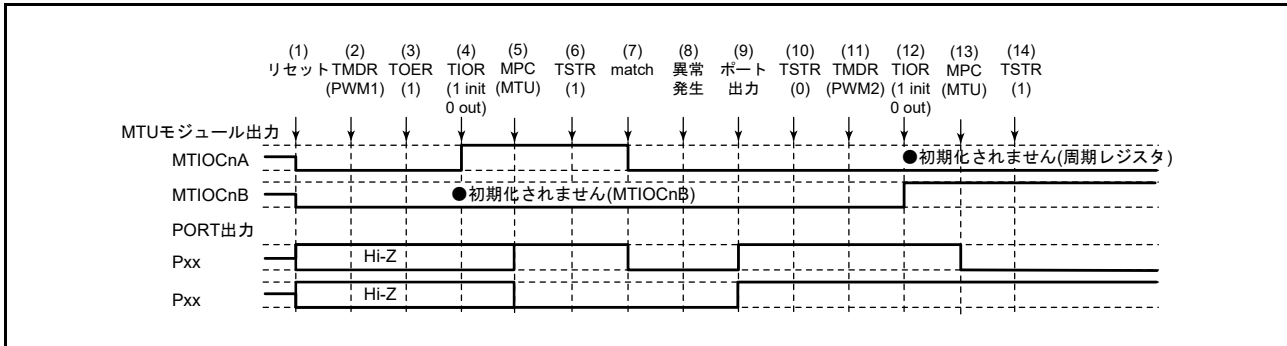 (1) (2) (3) (4) (5) (6) (7) (8) (9) (10) (11) (12) (13) (14)
リセット TMDR TOER TIOR MPC TSTR match 異常 ポート TSTR TMDR TIOR MPC TSTR
(PWM1) (1) (1 init (MTU) (1) 発生 出力 (0) (PWM2) (1 init (MTU) (1)
0 out) 0 out)
MTUモジュール出力
MTIOCnA ●初期化されません(周期レジスタ)
MTIOCnB ●初期化されません(MTIOCnB)
PORT出力
Pxx Hi-Z
Pxx Hi-Z